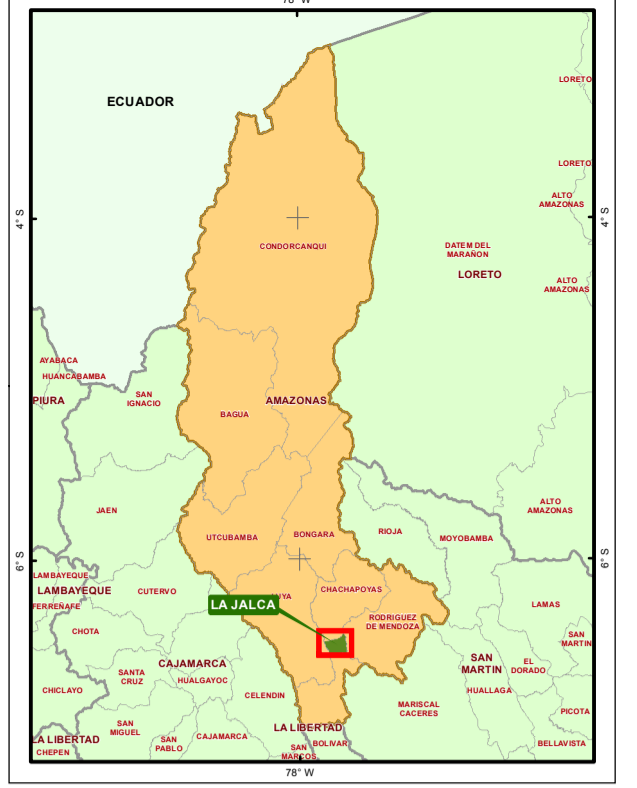 ECUADOR
LORETO
LORETO
ALTO
AMAZONAS
4° S
4° S
CONDORCANQUI
DATEM DEL
MARAÑON
LORETO
ALTO
AMAZONAS
AYABACA
HUANCABAMBA
PIURA
SAN
IGNACIO
AMAZONAS
BAGUA
JAEN
UTCUBAMBA
BONGARA
RIOJA
MOYOBAMBA
ALTO
AMAZONAS
6° S
6° S
LAMBAYEQUE
LAMBAYEQUE
FERREÑAFE
CUTERVO
CHACHAPOYAS
LA JALCA
RODRIGUEZ
DE MENDOZA
LAMAS
CHOTA
SAN
MARTIN
CAJAMARCA
SANTA
CRUZ
HUALGAYOC
SAN
MARTIN
EL
DORADO
CHICLAYO
CELENDIN
HUALLAGA
MARISCAL
CACERES
PICOTA
SAN
MIGUEL
LA LIBERTAD
LA LIBERTAD
CHEPEN
SAN
PABLO
CAJAMARCA
SAN
MARCOS
BOLIVAR
BELLAVISTA
78° W